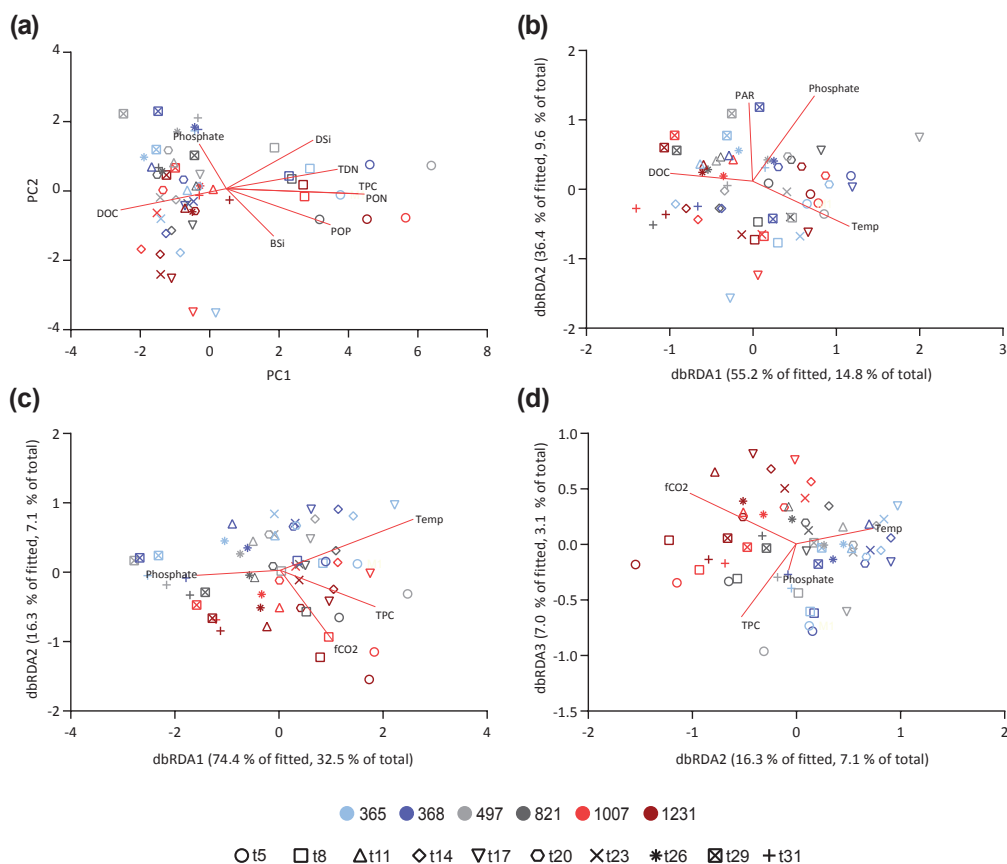 (a)
4
2
0
-2
-4
PC2
-4
-2
0
2
4
6
8
PC1
Phosphate
DSi
TDN
TPC
PON
POP
BSi
DOC
(b)
2
1
0
-1
-2
dbRDA2 (36.4 % of fitted, 9.6 % of total)
-2
-1
0
1
2
3
dbRDA1 (55.2 % of fitted, 14.8 % of total)
PAR
Phosphate
DOC
Temp
(c)
2
1
0
-1
-2
dbRDA2 (16.3 % of fitted, 7.1 % of total)
-4
-2
0
2
4
dbRDA1 (74.4 % of fitted, 32.5 % of total)
Temp
Phosphate
TPC
fCO2
(d)
1.0
0.5
0.0
-0.5
-1.0
-1.5
dbRDA3 (7.0 % of fitted, 3.1 % of total)
-2
-1
0
1
2
dbRDA2 (16.3 % of fitted, 7.1 % of total)
fCO2
Temp
Phosphate
TPC
365 368 497 821 1007 1231
t5 t8 t11 t14 t17 t20 t23 t26 t29 t31